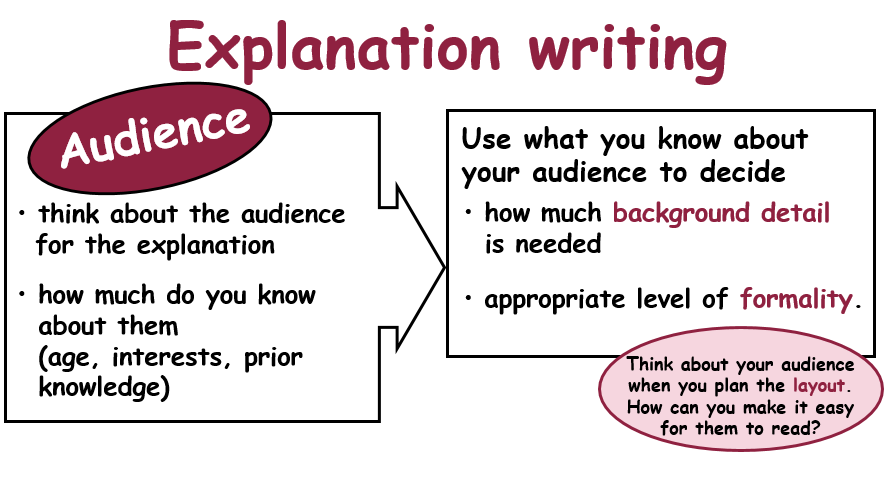 Explanation writing
Audience
• think about the audience
for the explanation
• how much do you know
about them
(age, interests, prior
knowledge)
Use what you know about
your audience to decide
• how much background detail
is needed
• appropriate level of formality.
Think about your audience
when you plan the layout.
How can you make it easy
for them to read?